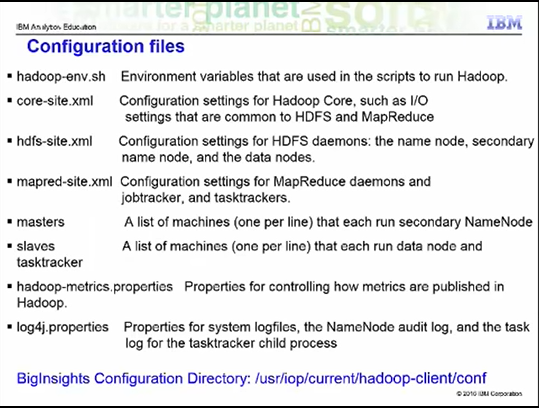 IBM Analytics Education
IBM
Configuration files
▪ hadoop-env.sh Environment variables that are used in the scripts to run Hadoop.
▪ core-site.xml Configuration settings for Hadoop Core, such as I/O
settings that are common to HDFS and MapReduce
▪ hdfs-site.xml Configuration settings for HDFS daemons: the name node, secondary
name node, and the data nodes.
▪ mapred-site.xml Configuration settings for MapReduce daemons and
jobtracker, and tasktrackers.
▪ masters A list of machines (one per line) that each run secondary NameNode
▪ slaves A list of machines (one per line) that each run data node and
tasktracker
▪ hadoop-metrics.properties Properties for controlling how metrics are published in
Hadoop.
▪ log4j.properties Properties for system logfiles, the NameNode audit log, and the task
log for the tasktracker child process
BigInsights Configuration Directory: /usr/iop/current/hadoop-client/conf